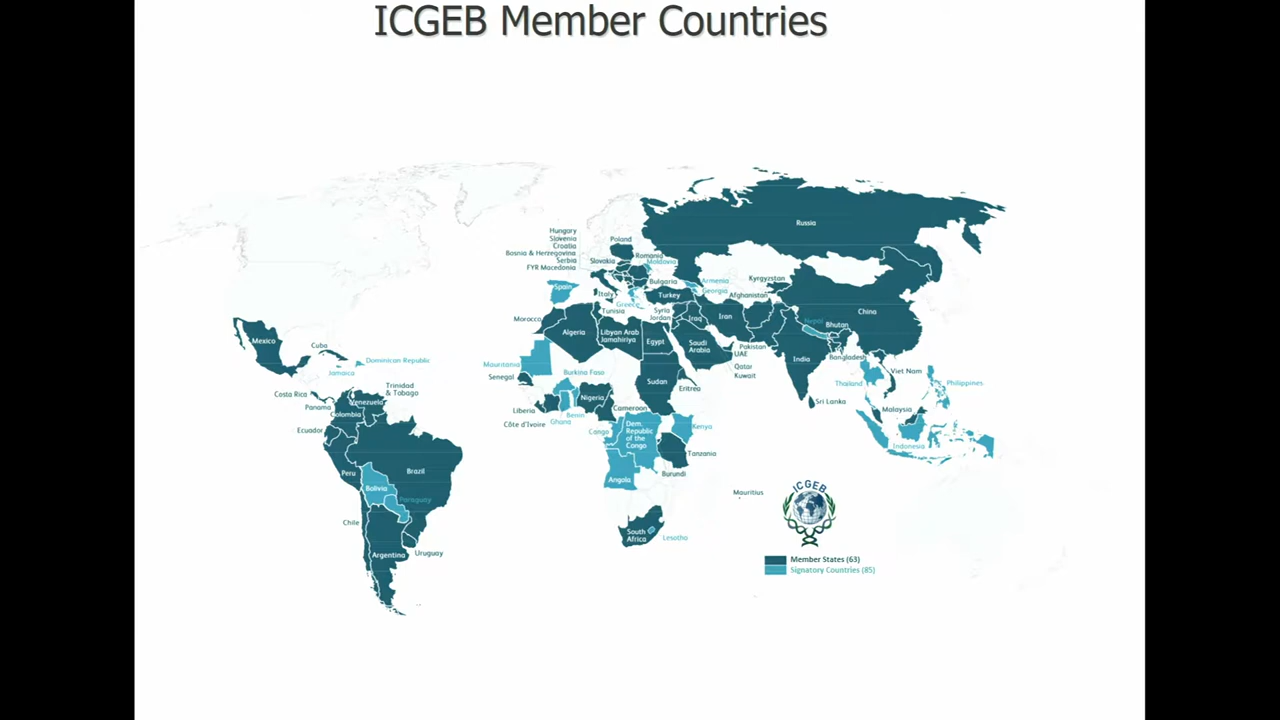 ICGEB Member Countries
Russia
Hungary
Slovenia
Croatia
Bosnia & Herzegovina
Serbia
FYR Macedonia
Poland
Slovakia
Romania
Moldova
Bulgaria
Spain
Italy
Greece
Turkey
Armenia
Georgia
Kyrgyzstan
Afghanistan
Tunisia
Syria
Jordan
Iraq
Iran
China
Morocco
Algeria
Libyan Arab
Jamahiriya
Egypt
Saudi
Arabia
Pakistan
UAE
Qatar
Kuwait
Nepal
Bhutan
India
Bangladesh
Mexico
Cuba
Dominican Republic
Jamaica
Mauritania
Senegal
Burkina Faso
Sudan
Eritrea
Viet Nam
Thailand
Philippines
Costa Rica
Panama
Trinidad
& Tobago
Venezuela
Colombia
Nigeria
Sri Lanka
Malaysia
Liberia
Côte d'Ivoire
Ghana
Benin
Cameroon
Ecuador
Congo
Dem.
Republic
of the
Congo
Kenya
Indonesia
Tanzania
Peru
Brazil
Burundi
Bolivia
Angola
Paraguay
Mauritius
ICGEB
Chile
South
Africa
Lesotho
Argentina
Uruguay
Member States (63)
Signatory Countries (85)